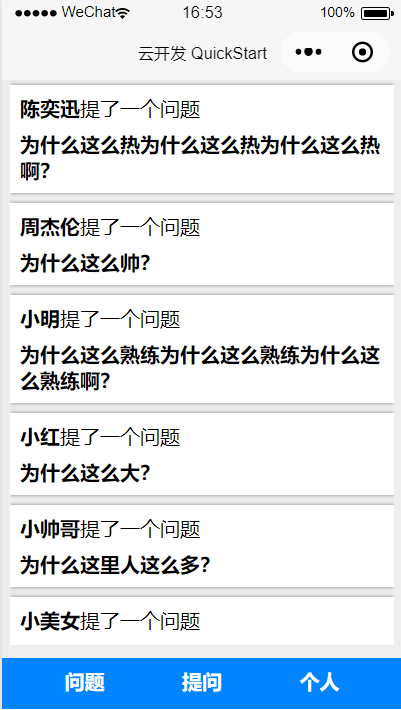 WeChat 16:53 100%
云开发 QuickStart
陈奕迅提了一个问题
为什么这么热为什么这么热为什么这么热
啊？
周杰伦提了一个问题
为什么这么帅？
小明提了一个问题
为什么这么熟练为什么这么熟练为什么这
么熟练啊？
小红提了一个问题
为什么这么大？
小帅哥提了一个问题
为什么这里人这么多？
小美女提了一个问题
问题 提问 个人